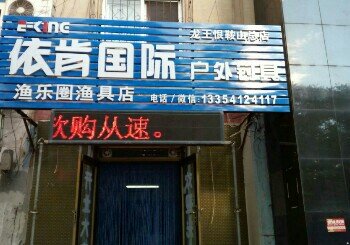 E-KING
龙王恨鞍山总店
依肯国际 户外钓具
渔乐圈渔具店 电话/微信:13354124117
欢购从速。